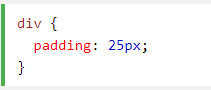 div {
  padding: 25px;
}